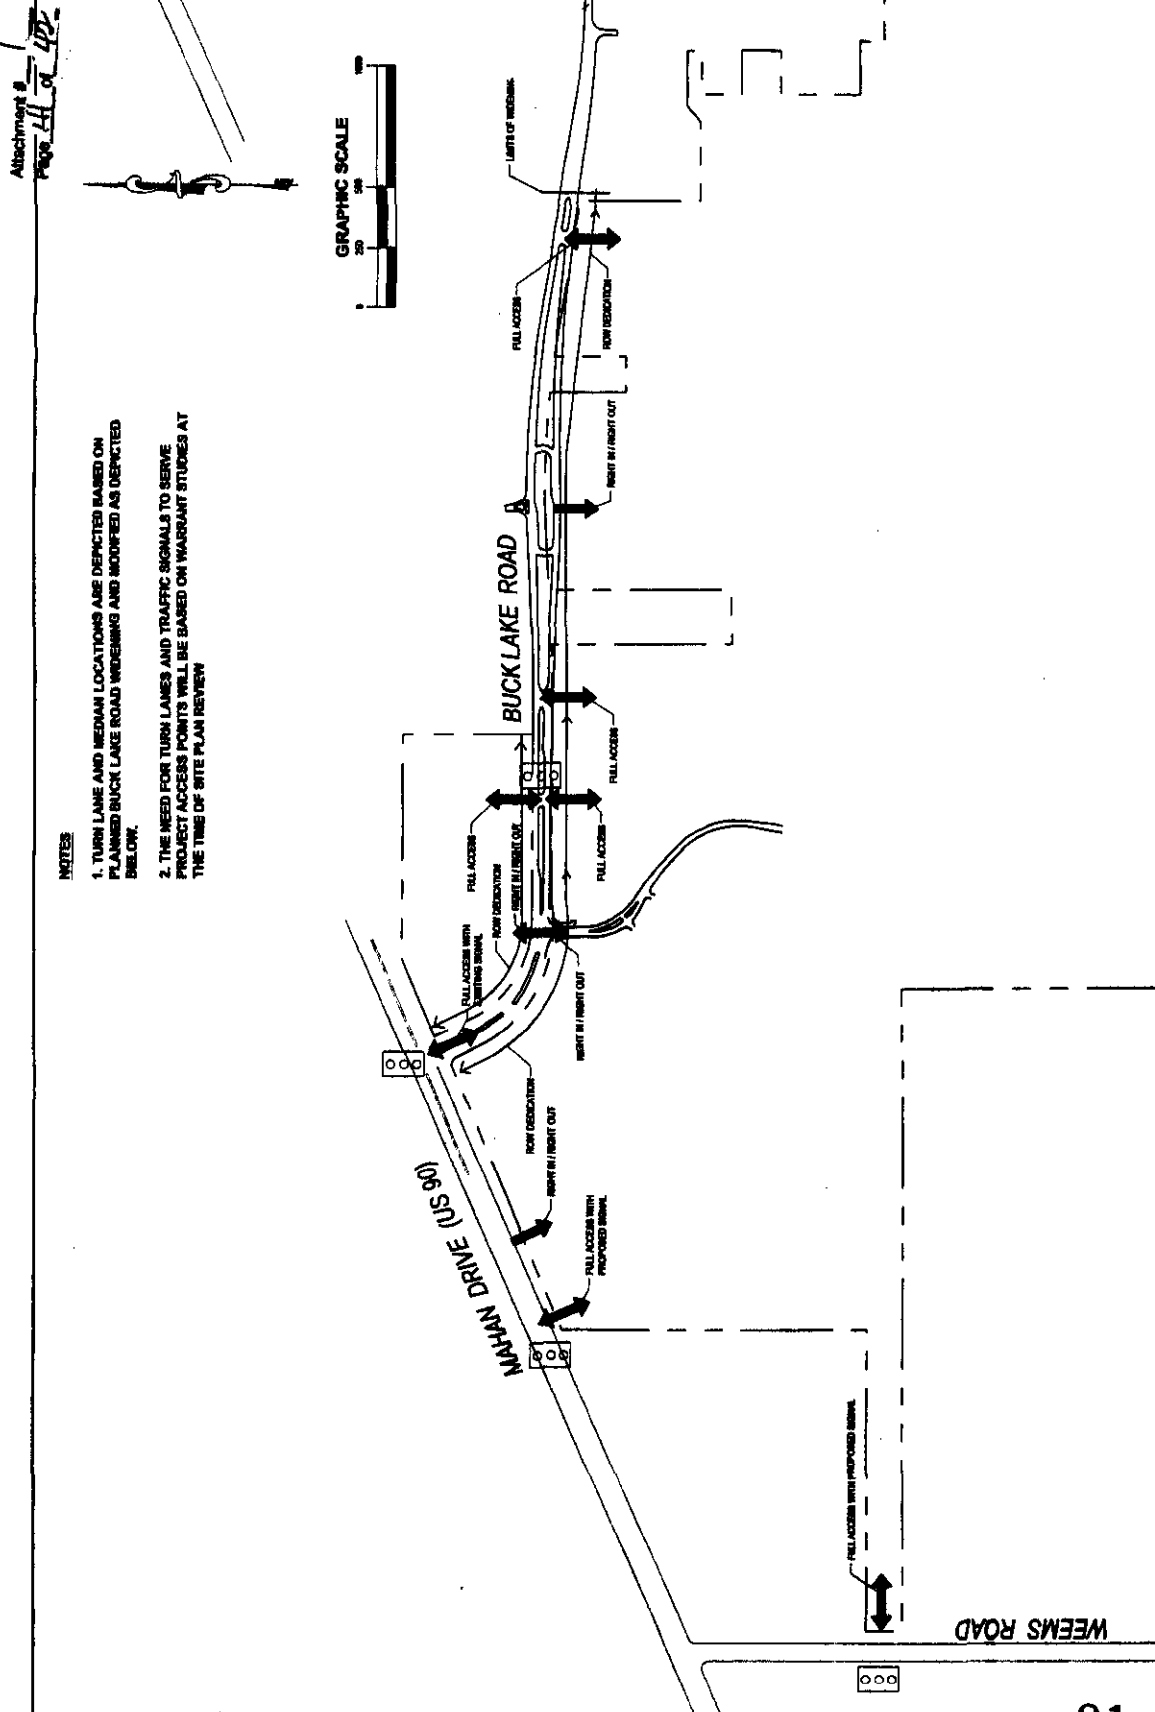 Attachment # 1
Page 41 of 42
NOTES
1. TURN LANE AND MEDIAN LOCATIONS ARE DEPICTED BASED ON
PLANNED BUCK LAKE ROAD WIDENING AND MODIFIED AS DEPICTED
BELOW.
2. THE NEED FOR TURN LANES AND TRAFFIC SIGNALS TO SERVE
PROJECT ACCESS POINTS WILL BE BASED ON WARRANT STUDIES AT
THE TIME OF SITE PLAN REVIEW
GRAPHIC SCALE
0 250 500 1000
LIMITS OF WIDENING
FULL ACCESS
ROW DEDICATION
RIGHT IN / RIGHT OUT
BUCK LAKE ROAD
FULL ACCESS
FULL ACCESS
FULL ACCESS
RIGHT IN / RIGHT OUT
ROW DEDICATION
FULL ACCESS WITH
EXISTING SIGNAL
RIGHT IN / RIGHT OUT
ROW DEDICATION
RIGHT IN / RIGHT OUT
MAHAN DRIVE (US 90)
FULL ACCESS WITH
PROPOSED SIGNAL
FULL ACCESS WITH PROPOSED SIGNAL
WEEMS ROAD